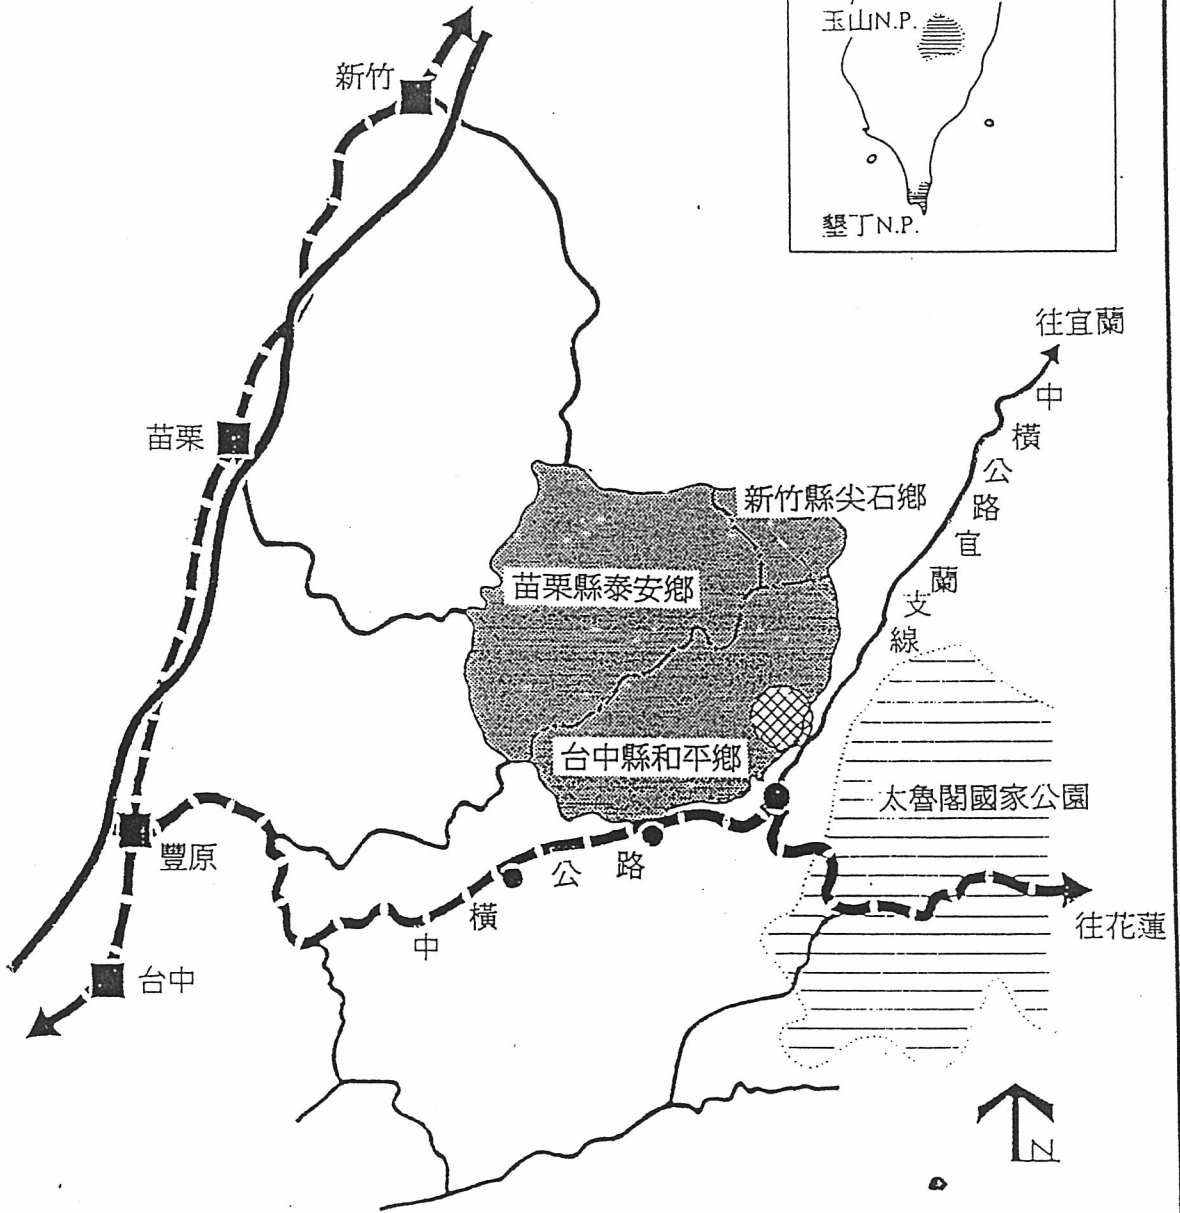 玉山N.P.
墾丁N.P.
新竹
往宜蘭
中橫公路宜蘭支線
苗栗
新竹縣尖石鄉
苗栗縣泰安鄉
台中縣和平鄉
太魯閣國家公園
豐原
中橫公路
往花蓮
台中
N